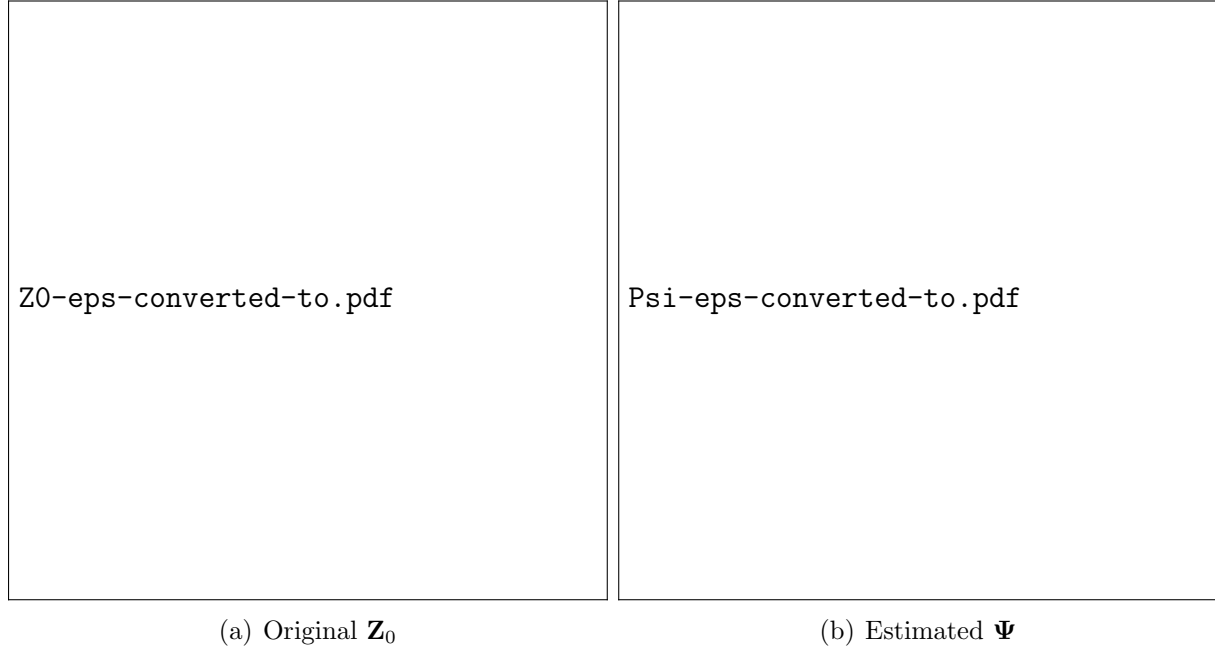 Z0-eps-converted-to.pdf
Psi-eps-converted-to.pdf
(a) Original Z₀
(b) Estimated Ψ